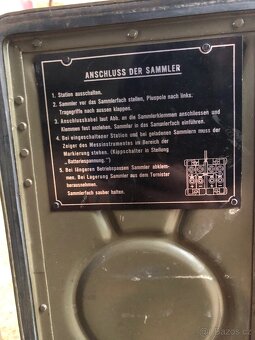 ANSCHLUSS DER SAMMLER
1. Station ausschalten.
2. Sammler vor das Sammlerfach stellen, Pluspole nach links.
Tragegriffe nach aussen klappen.
3. Anschlusskabel laut Abb. an die Sammlerklemmen anschliessen und
Klemmen fest anziehen. Sammler in das Sammlerfach einführen.
4. Bei eingeschalteter Station und bei geladenen Sammlern muss der
Zeiger des Messinstrumentes im Bereich der
Markierung stehen. (Kippschalter in Stellung
„Batteriespannung.")
5. Bei längeren Betriebspausen Sammler abklem-
men. Bei Lagerung Sammler aus dem Tornister
herausnehmen.
Sammlerfach sauber halten.
bazos.cz